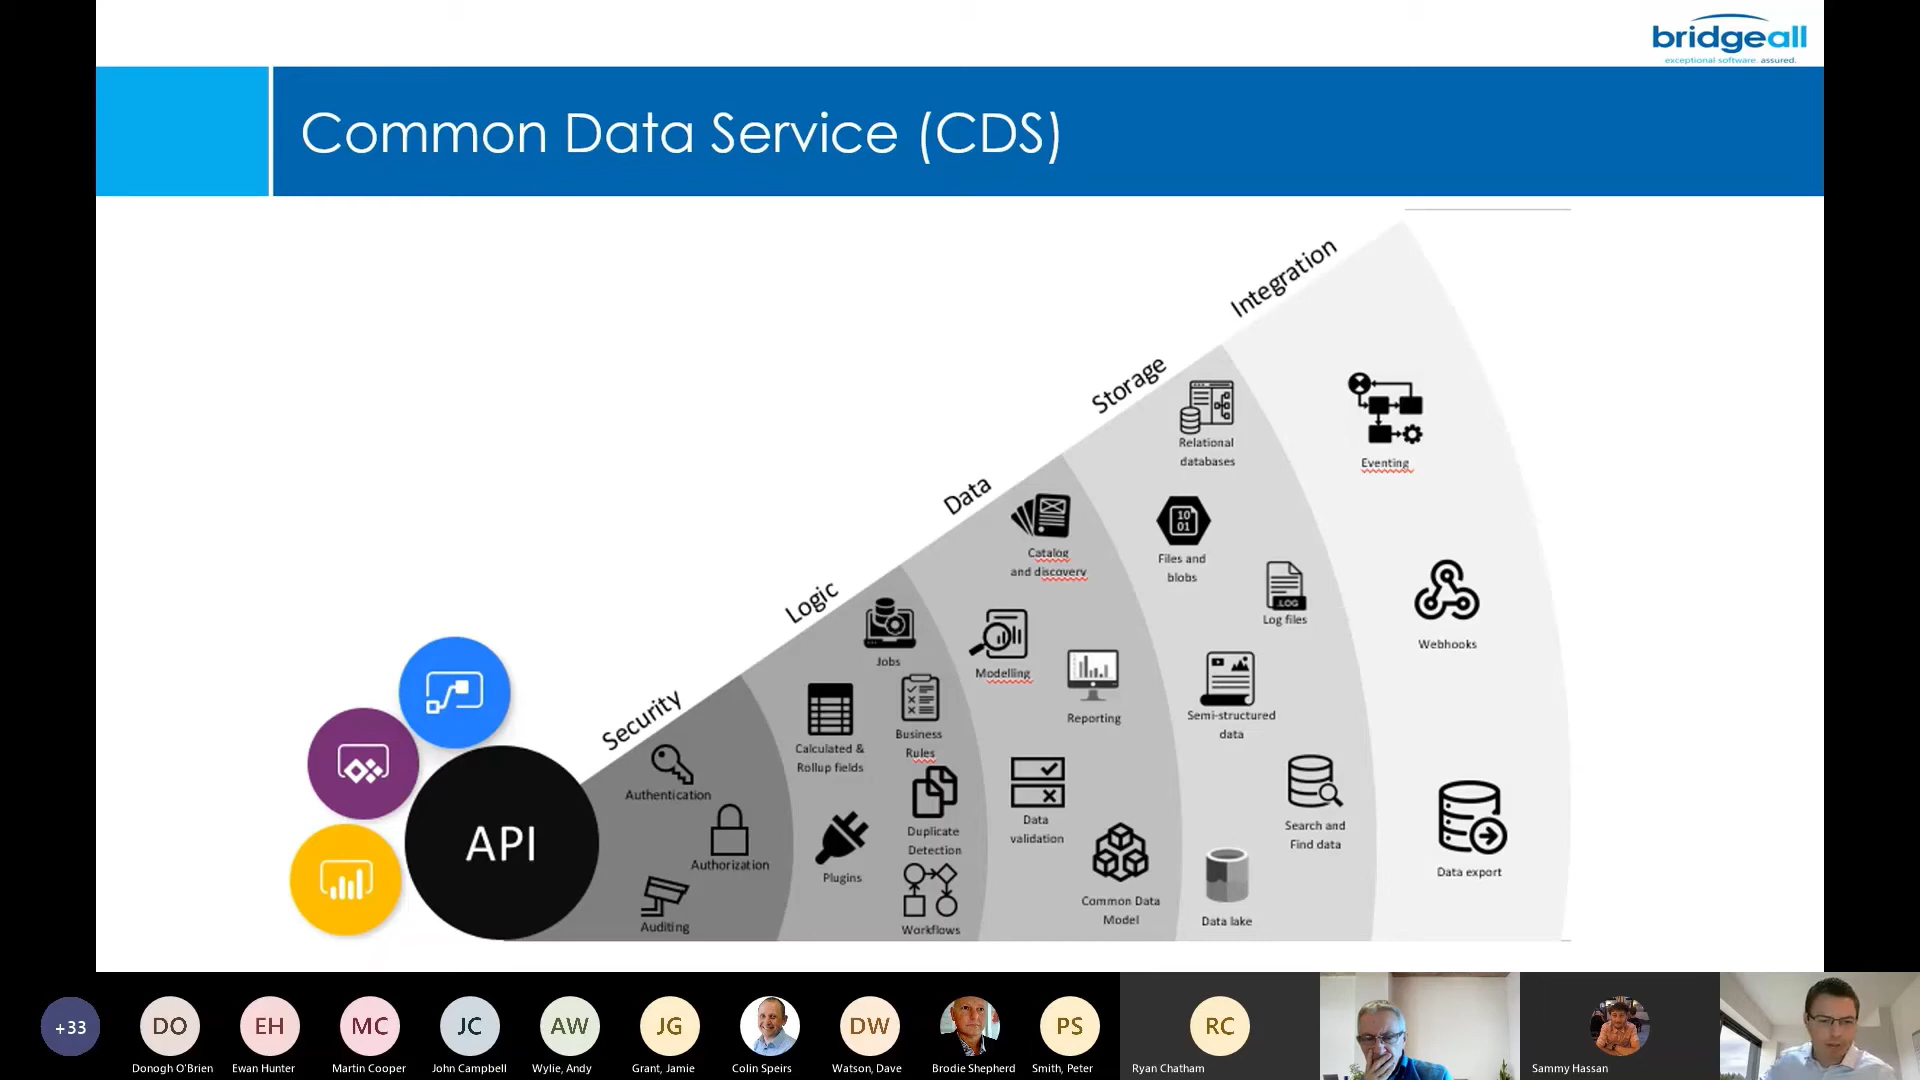 bridgeall
exceptional software. assured.
Common Data Service (CDS)
Integration
Storage
Data
Logic
Security
API
Authentication
Authorization
Auditing
Jobs
Calculated &
Rollup fields
Business
Rules
Plugins
Duplicate
Detection
Workflows
Catalog
and discovery
Modelling
Reporting
Data
validation
Common Data
Model
Relational
databases
Files and
blobs
10
01
.LOG
Log files
Semi-structured
data
Search and
Find data
Data lake
Eventing
Webhooks
Data export
+33
DO
EH
MC
JC
AW
JG
DW
PS
RC
Donogh O'Brien
Ewan Hunter
Martin Cooper
John Campbell
Wylie, Andy
Grant, Jamie
Colin Speirs
Watson, Dave
Brodie Shepherd
Smith, Peter
Ryan Chatham
Sammy Hassan